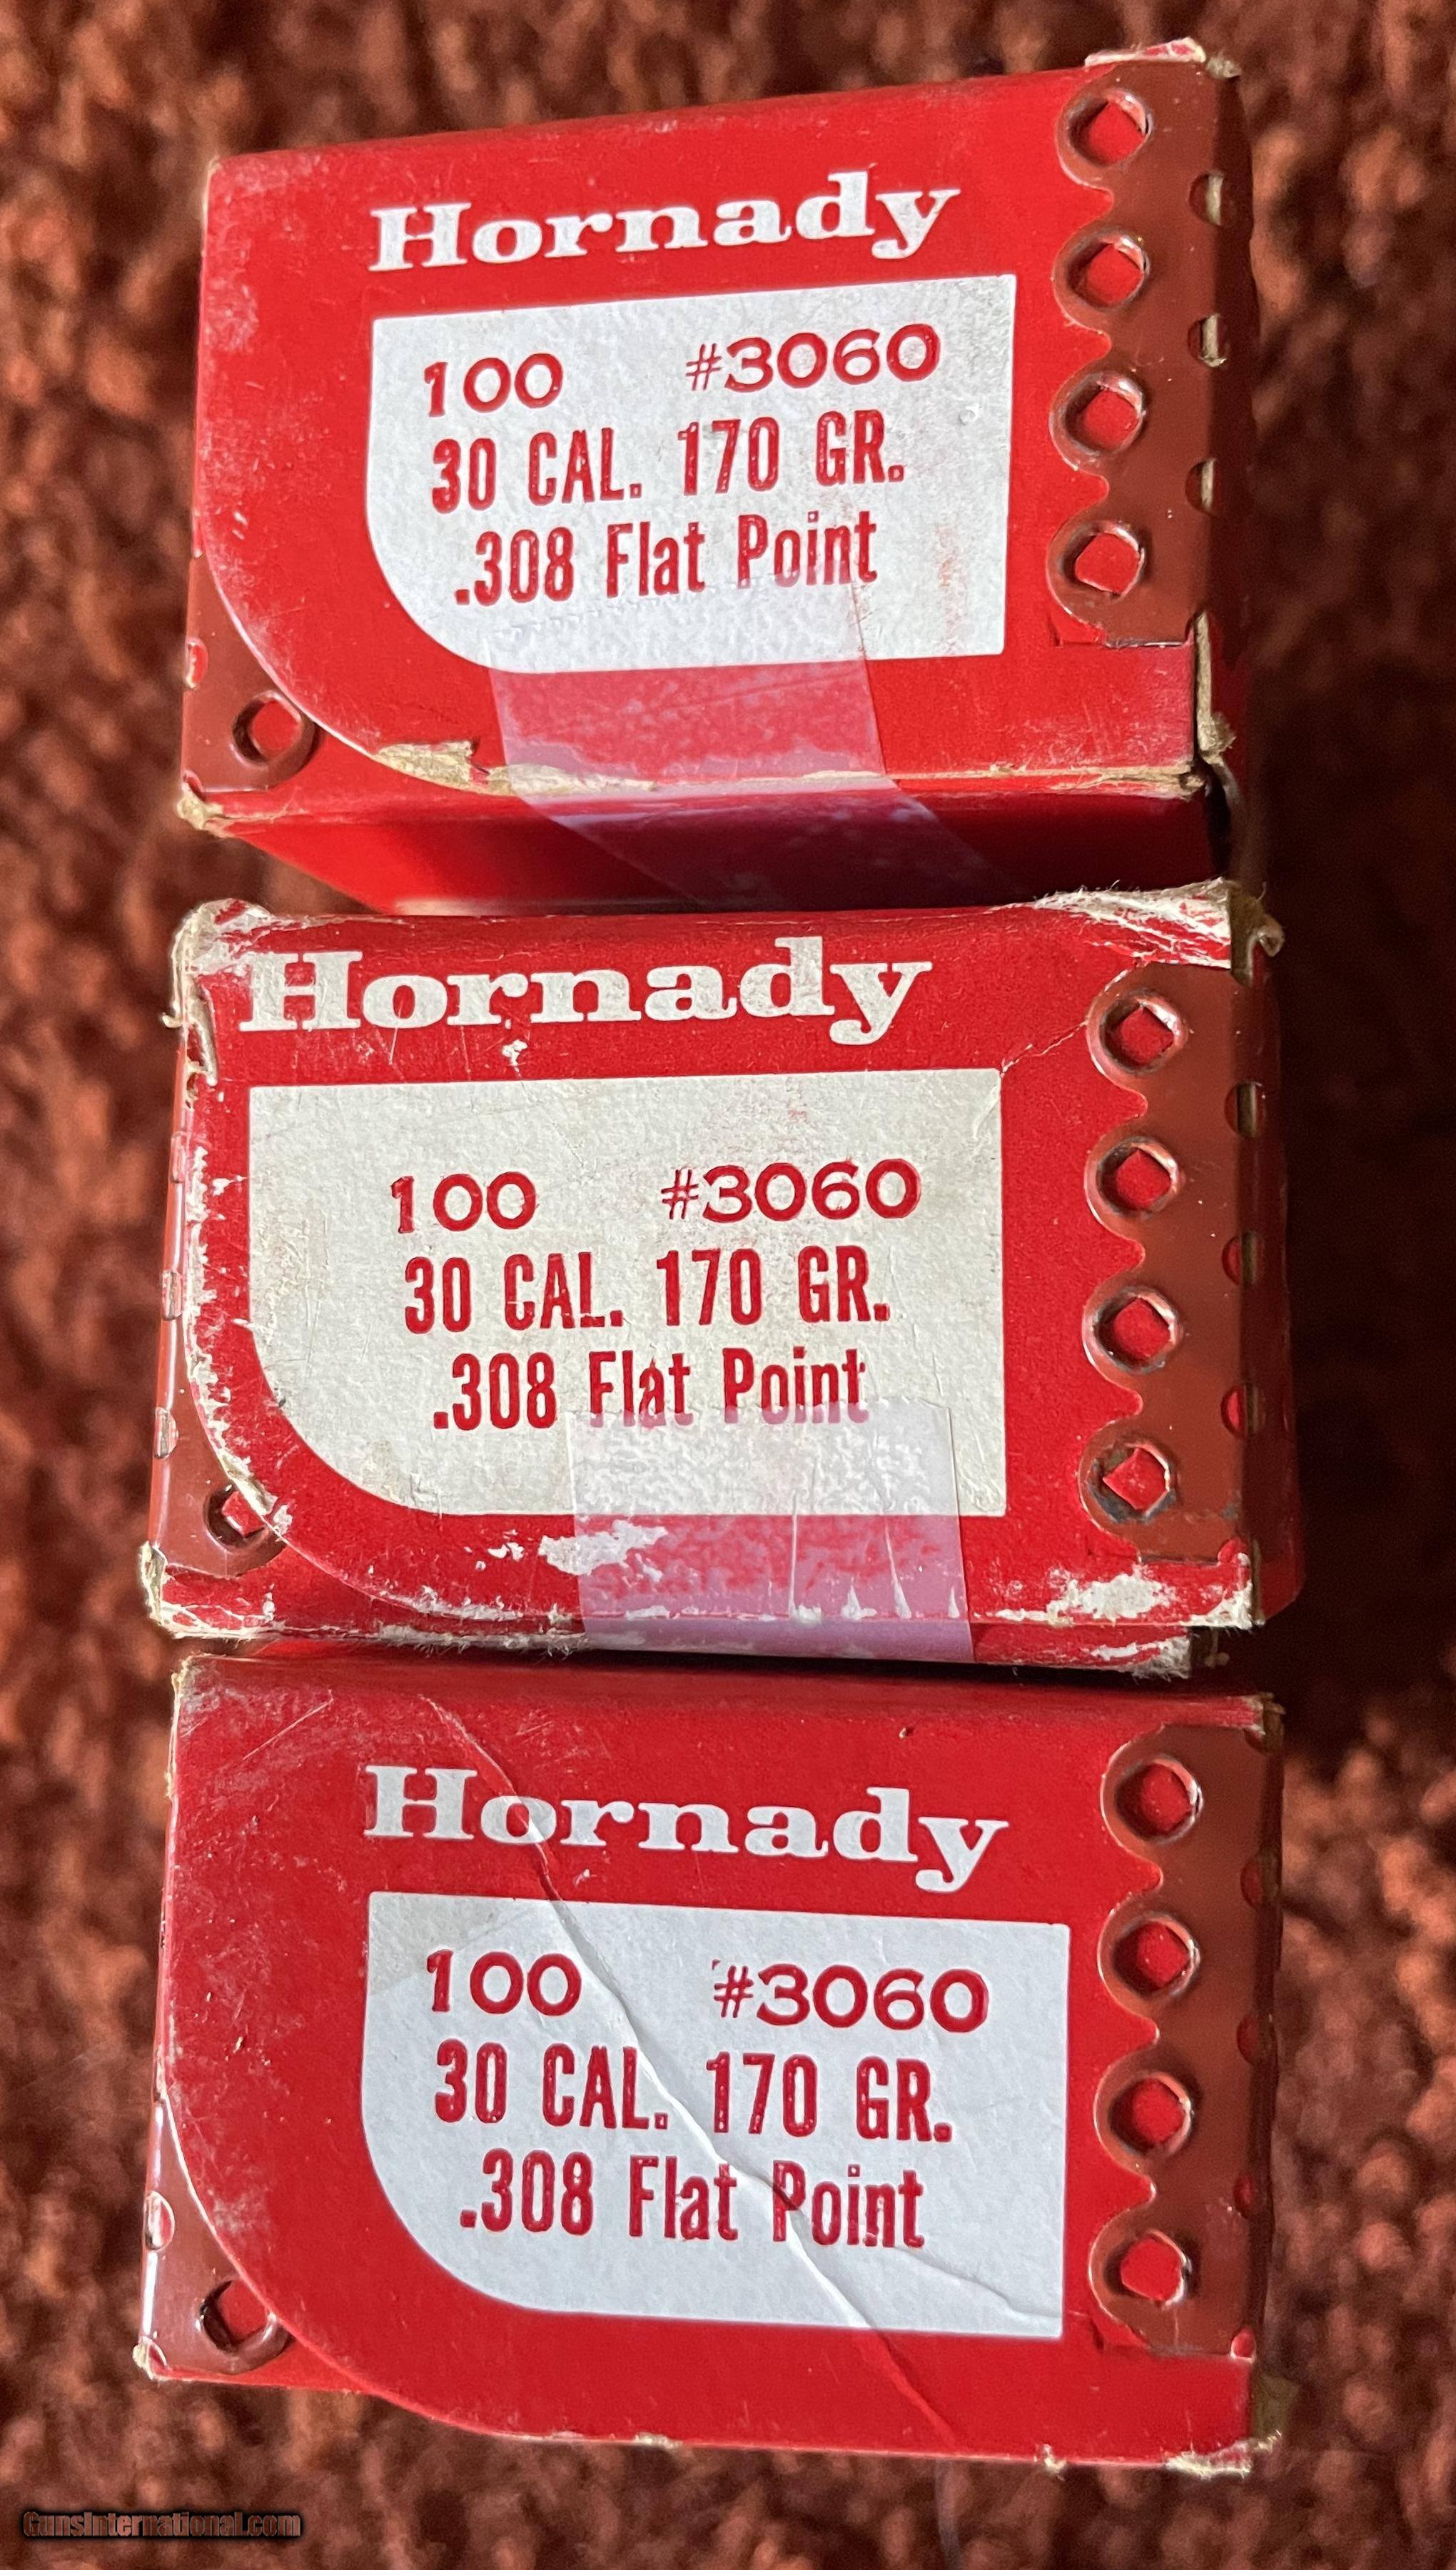 Hornady
100 #3060
30 CAL. 170 GR.
.308 Flat Point
Hornady
100 #3060
30 CAL. 170 GR.
.308 Flat Point
Hornady
100 #3060
30 CAL. 170 GR.
.308 Flat Point
GunsInternational.com